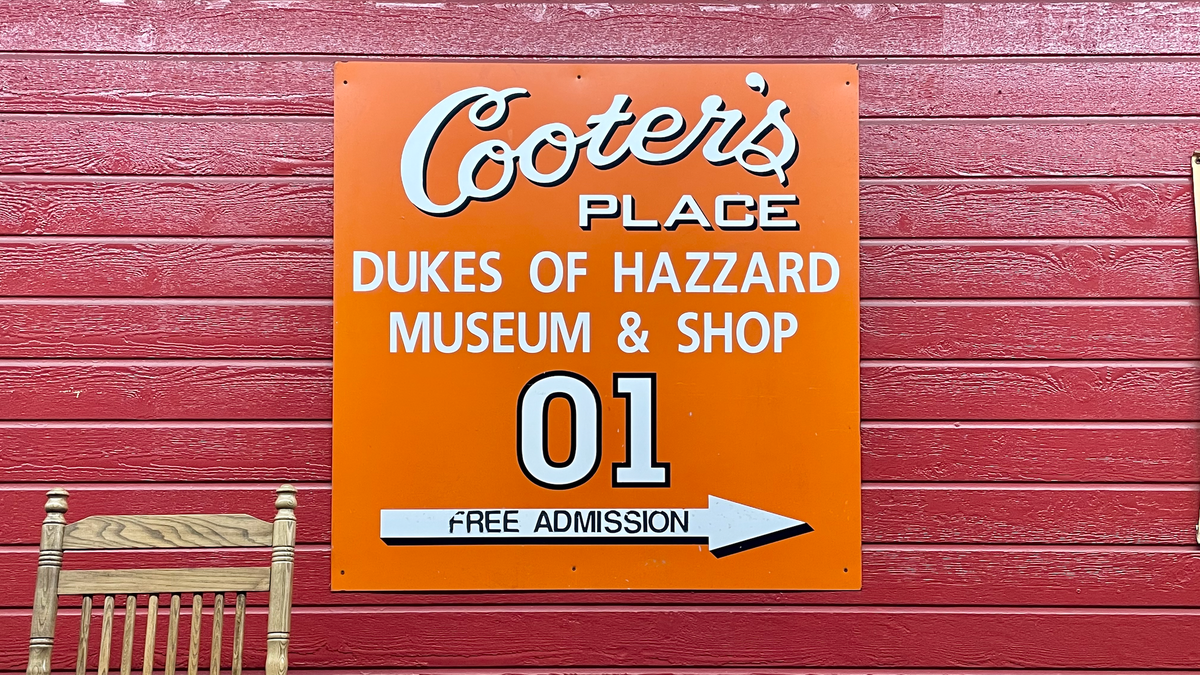 Cooter's
PLACE
DUKES OF HAZZARD
MUSEUM & SHOP
01
FREE ADMISSION